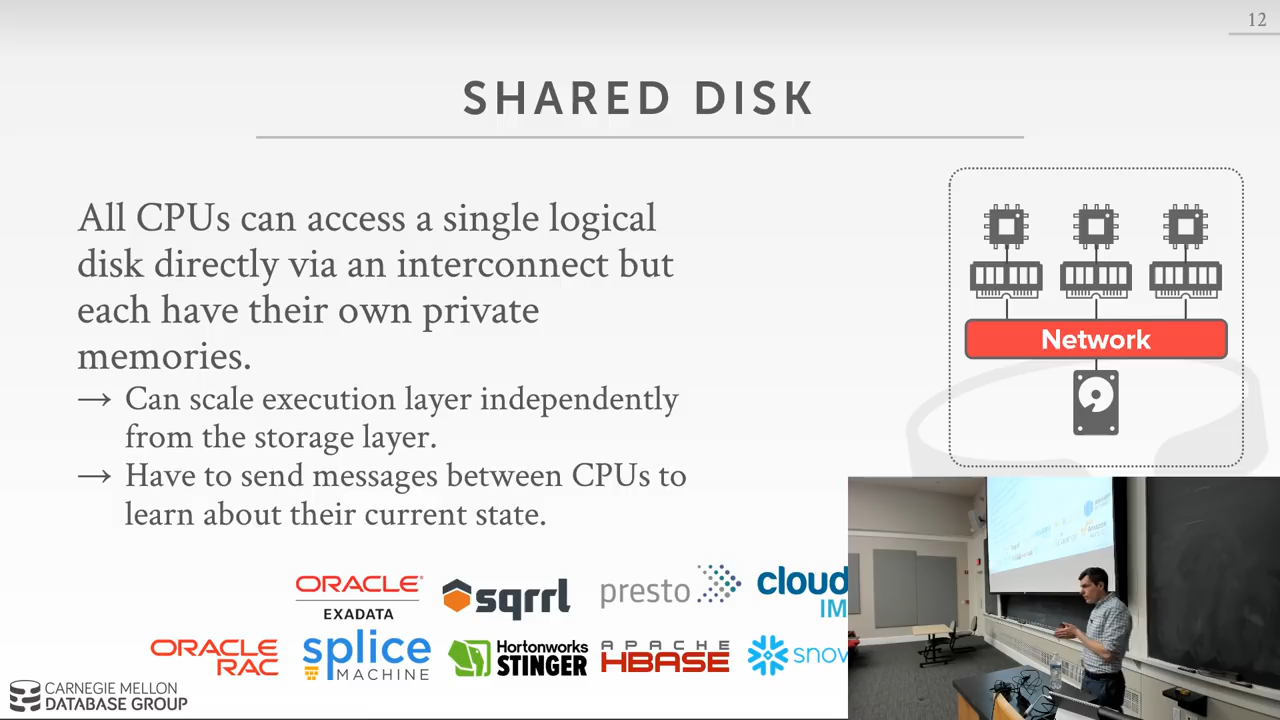 12
SHARED DISK
All CPUs can access a single logical
disk directly via an interconnect but
each have their own private
memories.
→ Can scale execution layer independently
from the storage layer.
→ Have to send messages between CPUs to
learn about their current state.
Network
ORACLE®
EXADATA
sqrrl
presto
cloud
IM
ORACLE
RAC
splice
MACHINE
Hortonworks
STINGER
APACHE
HBASE
snov
CARNEGIE MELLON
DATABASE GROUP